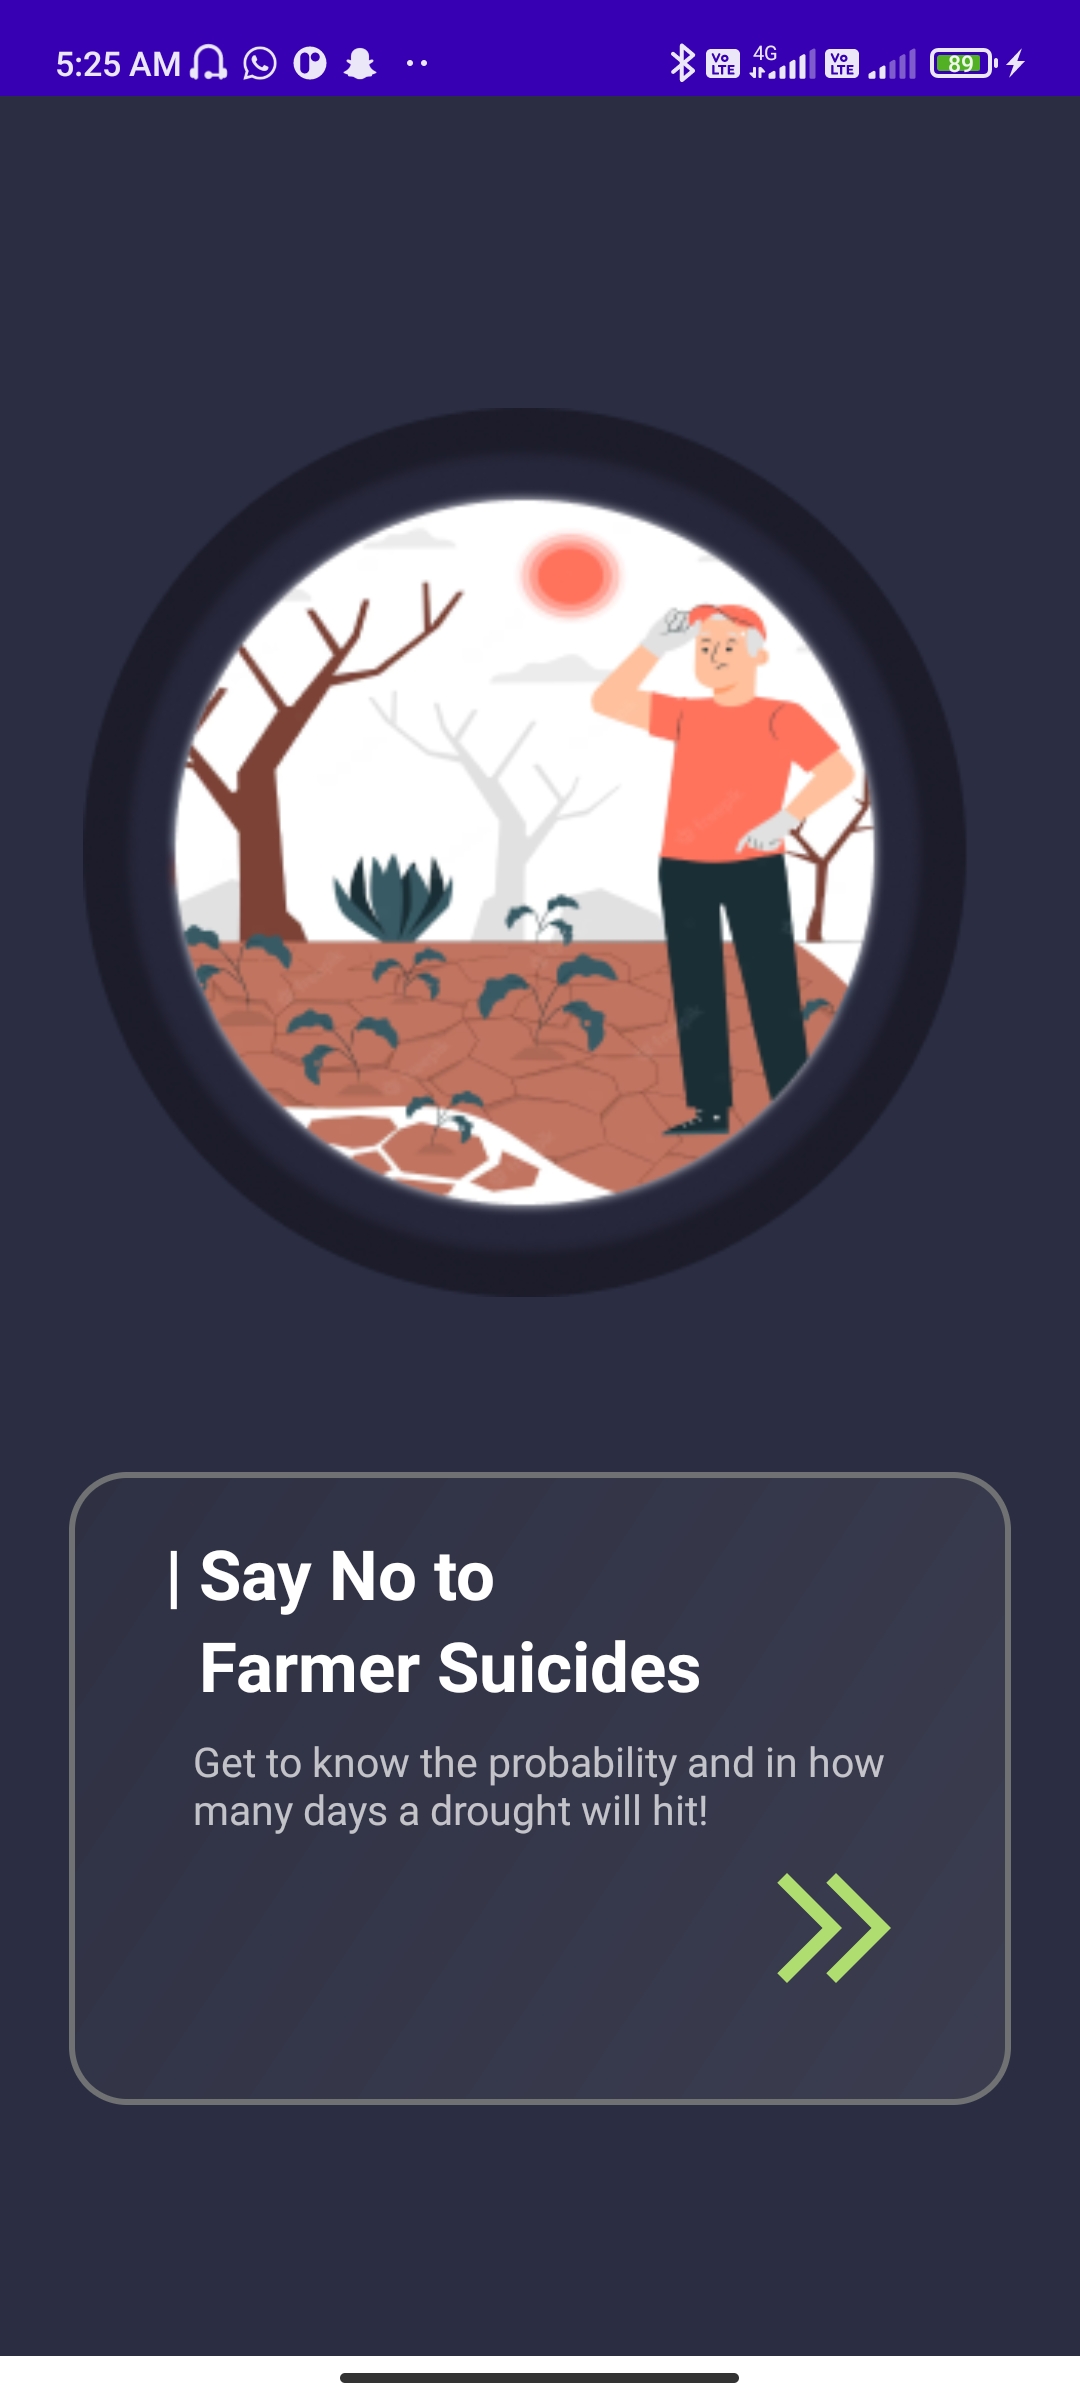 5:25 AM
Vo LTE 4G Vo LTE 89
| Say No to
Farmer Suicides
Get to know the probability and in how
many days a drought will hit!